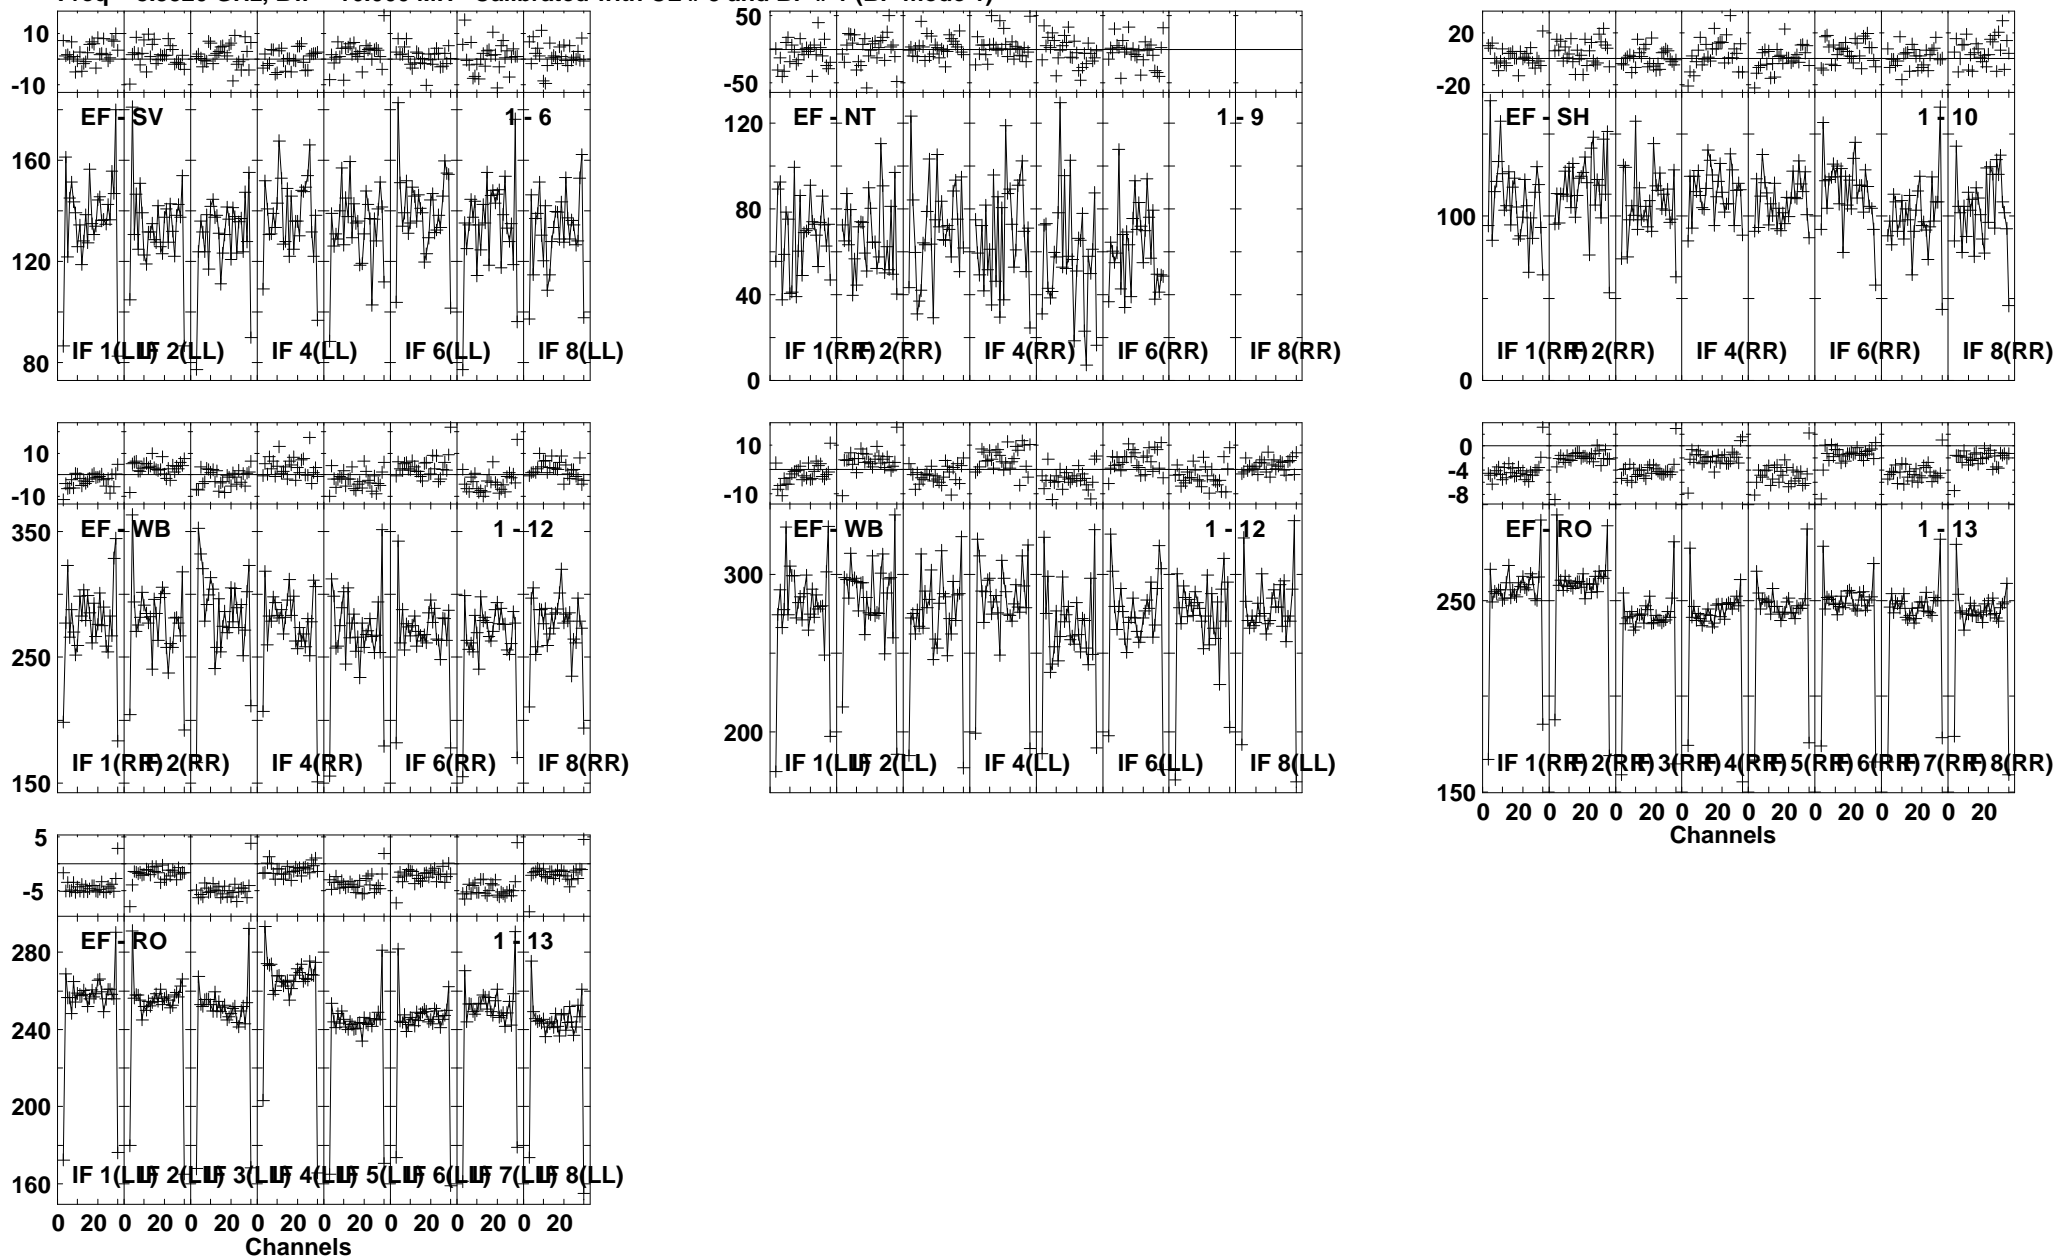 10
-10
EF - SV
1 - 6
160
120
80
IF 1(LL) IF 2(LL) IF 4(LL) IF 6(LL) IF 8(LL)
50
0
-50
EF - NT
1 - 9
120
80
40
0
IF 1(RR) IF 2(RR) IF 4(RR) IF 6(RR) IF 8(RR)
20
-20
EF - SH
1 - 10
100
0
IF 1(RR) IF 2(RR) IF 4(RR) IF 6(RR) IF 8(RR)
10
-10
EF - WB
1 - 12
350
250
150
IF 1(RR) IF 2(RR) IF 4(RR) IF 6(RR) IF 8(RR)
10
-10
EF - WB
1 - 12
300
200
IF 1(LL) IF 2(LL) IF 4(LL) IF 6(LL) IF 8(LL)
0
-4
-8
EF - RO
1 - 13
250
150
IF 1(RR) IF 2(RR) IF 3(RR) IF 4(RR) IF 5(RR) IF 6(RR) IF 7(RR) IF 8(RR)
0 20 0 20 0 20 0 20 0 20 0 20 0 20 0 20
Channels
5
-5
EF - RO
1 - 13
280
240
200
160
IF 1(LL) IF 2(LL) IF 3(LL) IF 4(LL) IF 5(LL) IF 6(LL) IF 7(LL) IF 8(LL)
0 20 0 20 0 20 0 20 0 20 0 20 0 20 0 20
Channels